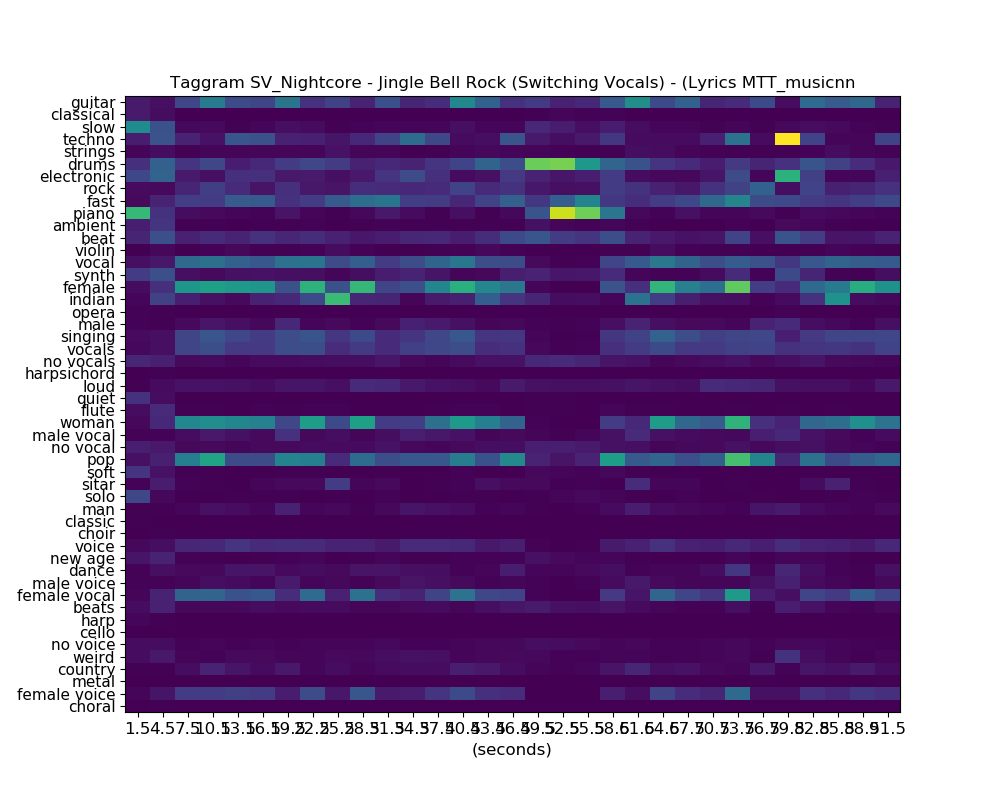 Taggram SV_Nightcore - Jingle Bell Rock (Switching Vocals) - (Lyrics MTT_musicnn
guitar
classical
slow
techno
strings
drums
electronic
rock
fast
piano
ambient
beat
violin
vocal
synth
female
indian
opera
male
singing
vocals
no vocals
harpsichord
loud
quiet
flute
woman
male vocal
no vocal
pop
soft
sitar
solo
man
classic
choir
voice
new age
dance
male voice
female vocal
beats
harp
cello
no voice
weird
country
metal
female voice
choral
(seconds)